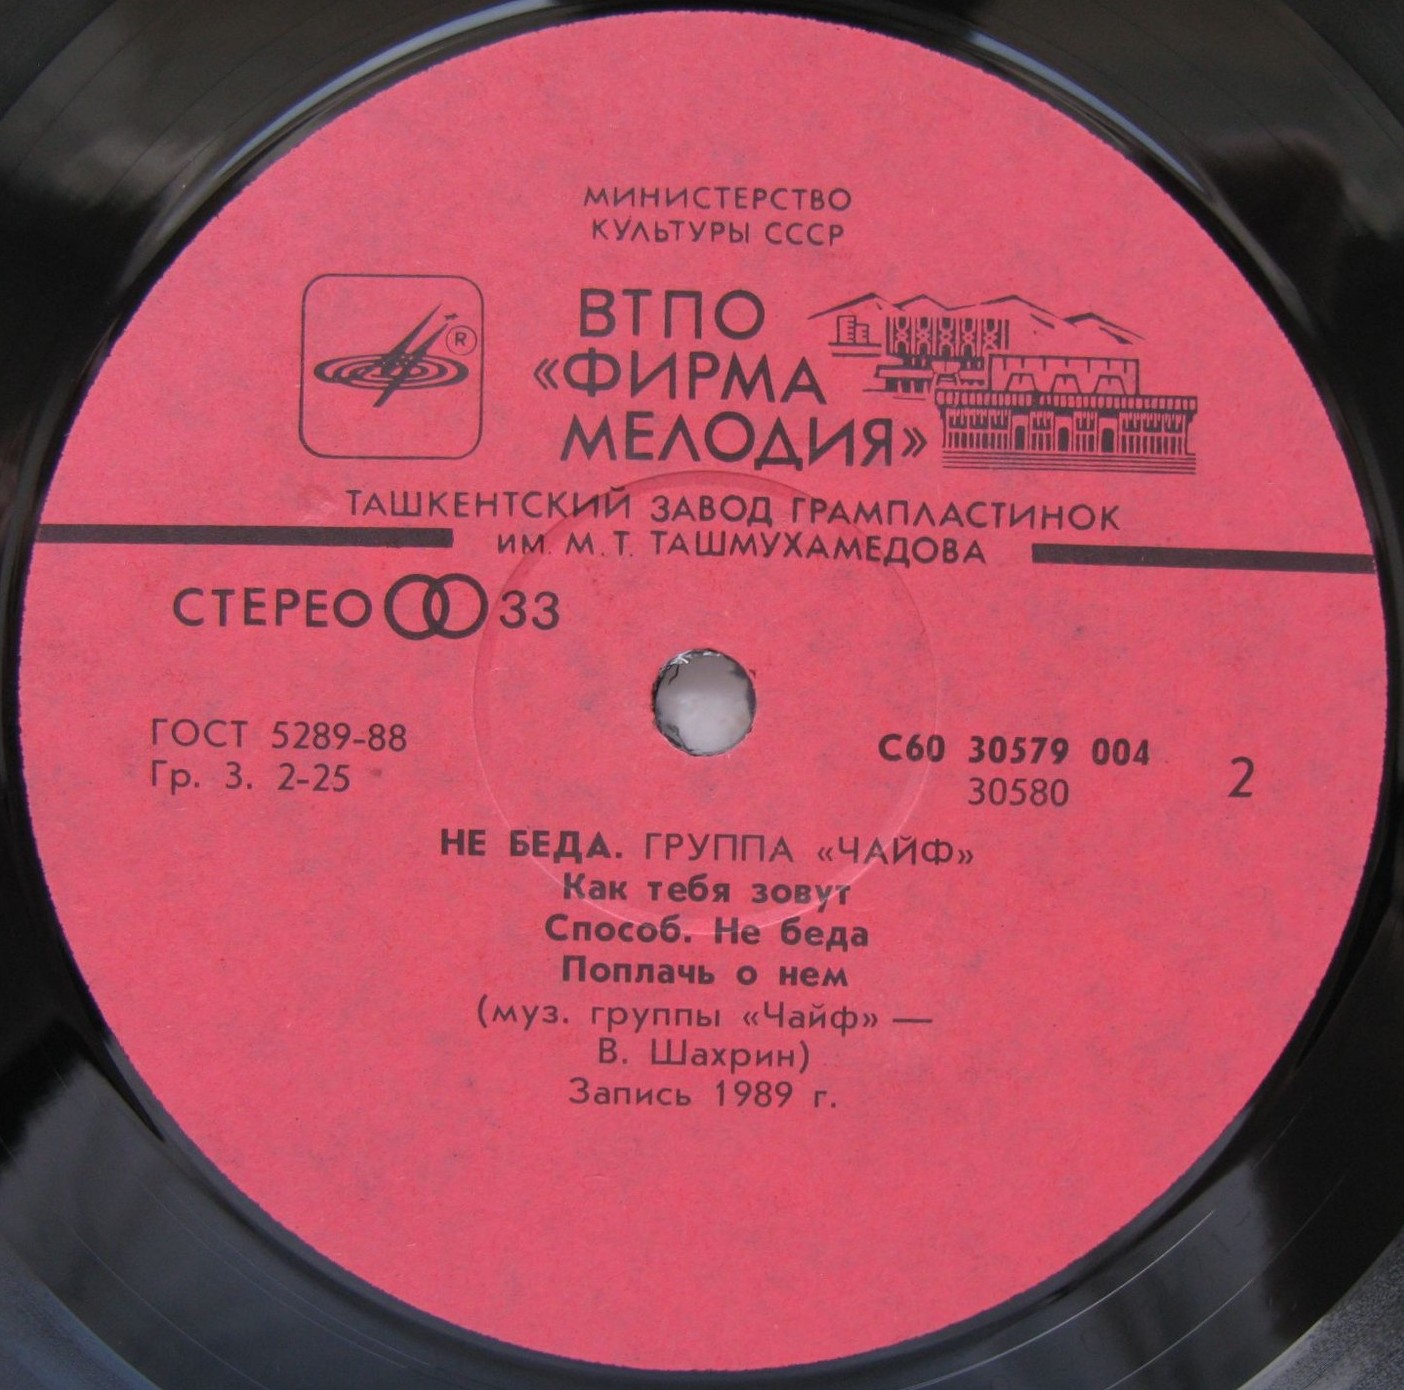 МИНИСТЕРСТВО
КУЛЬТУРЫ СССР
ВТПО
«ФИРМА
МЕЛОДИЯ»
R
ТАШКЕНТСКИЙ ЗАВОД ГРАМПЛАСТИНОК
ИМ. М. Т. ТАШМУХАМЕДОВА
СТЕРЕО 33
ГОСТ 5289-88
Гр. 3. 2-25
С60 30579 004
30580
2
НЕ БЕДА. ГРУППА «ЧАЙФ»
Как тебя зовут
Способ. Не беда
Поплачь о нем
(муз. группы «Чайф» —
В. Шахрин)
Запись 1989 г.